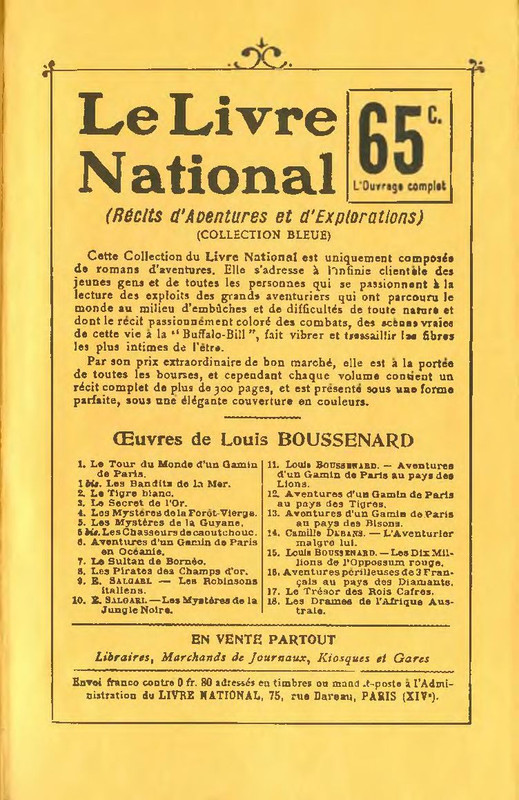 Le Livre
National
65 c.
L'Ouvrage complet
(Récits d'Aventures et d'Explorations)
(COLLECTION BLEUE)
Cette Collection du Livre National est uniquement composée
de romans d'aventures. Elle s'adresse à l'infinie clientèle des
jeunes gens et de toutes les personnes qui se passionnent à la
lecture des exploits des grands aventuriers qui ont parcouru le
monde au milieu d'embûches et de difficultés de toute nature et
dont le récit passionnément coloré des combats, des scènes vraies
de cette vie à la "Buffalo-Bill", fait vibrer et tressaillir les fibres
les plus intimes de l'être.
Par son prix extraordinaire de bon marché, elle est à la portée
de toutes les bourses, et cependant chaque volume contient un
récit complet de plus de 300 pages, et est présenté sous une forme
parfaite, sous une élégante couverture en couleurs.
Œuvres de Louis BOUSSENARD
1. Le Tour du Monde d'un Gamin
de Paris.
1 bis. Les Bandits de la Mer.
2. Le Tigre blanc.
3. Le Secret de l'Or.
4. Les Mystères de la Forêt-Vierge.
5. Les Mystères de la Guyane.
5 bis. Les Chasseurs de caoutchouc.
6. Aventures d'un Gamin de Paris
en Océanie.
7. Le Sultan de Bornéo.
8. Les Pirates des Champs d'or.
9. E. SALGARI. — Les Robinsons
italiens.
10. E. SALGARI. — Les Mystères de la
Jungle Noire.
11. Louis BOUSSENARD. — Aventures
d'un Gamin de Paris au pays des
Lions.
12. Aventures d'un Gamin de Paris
au pays des Tigres.
13. Aventures d'un Gamin de Paris
au pays des Bisons.
14. Camille DEBANS. — L'Aventurier
malgré lui.
15. Louis BOUSSENARD. — Les Dix Mil-
lions de l'Oppossum rouge.
16. Aventures périlleuses de 3 Fran-
çais au pays des Diamants.
17. Le Trésor des Rois Cafres.
18. Les Drames de l'Afrique Aus-
trale.
EN VENTE PARTOUT
Libraires, Marchands de Journaux, Kiosques et Gares
Envoi franco contre 0 fr. 80 adressés en timbres ou mandat-poste à l'Admi-
nistration du LIVRE NATIONAL, 75, rue Dareau, PARIS (XIVe).